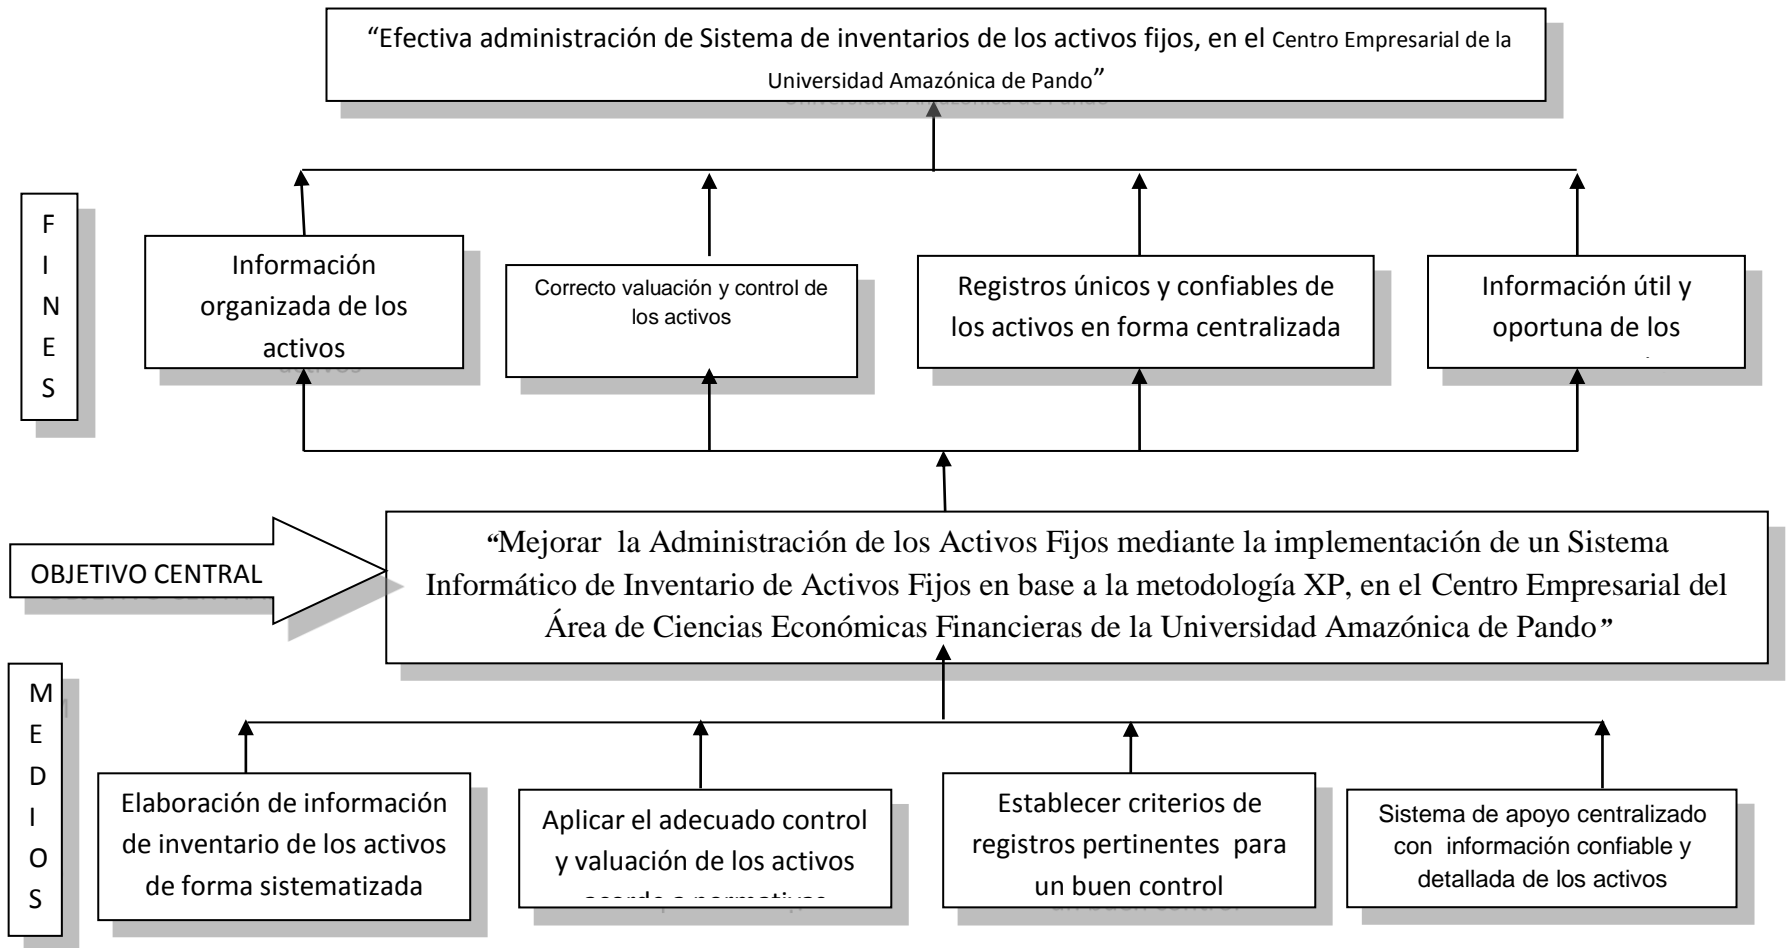 “Efectiva administración de Sistema de inventarios de los activos fijos, en el Centro Empresarial de la
Universidad Amazónica de Pando”
F
I
N
E
S
Información
organizada de los
activos
Correcto valuación y control de
los activos
Registros únicos y confiables de
los activos en forma centralizada
Información útil y
oportuna de los
OBJETIVO CENTRAL
“Mejorar  la Administración de los Activos Fijos mediante la implementación de un Sistema
Informático de Inventario de Activos Fijos en base a la metodología XP, en el Centro Empresarial del
Área de Ciencias Económicas Financieras de la Universidad Amazónica de Pando”
M
E
D
I
O
S
Elaboración de información
de inventario de los activos
de forma sistematizada
Aplicar el adecuado control
y valuación de los activos
acorde a normativas
Establecer criterios de
registros pertinentes  para
un buen control
Sistema de apoyo centralizado
con  información confiable y
detallada de los activos